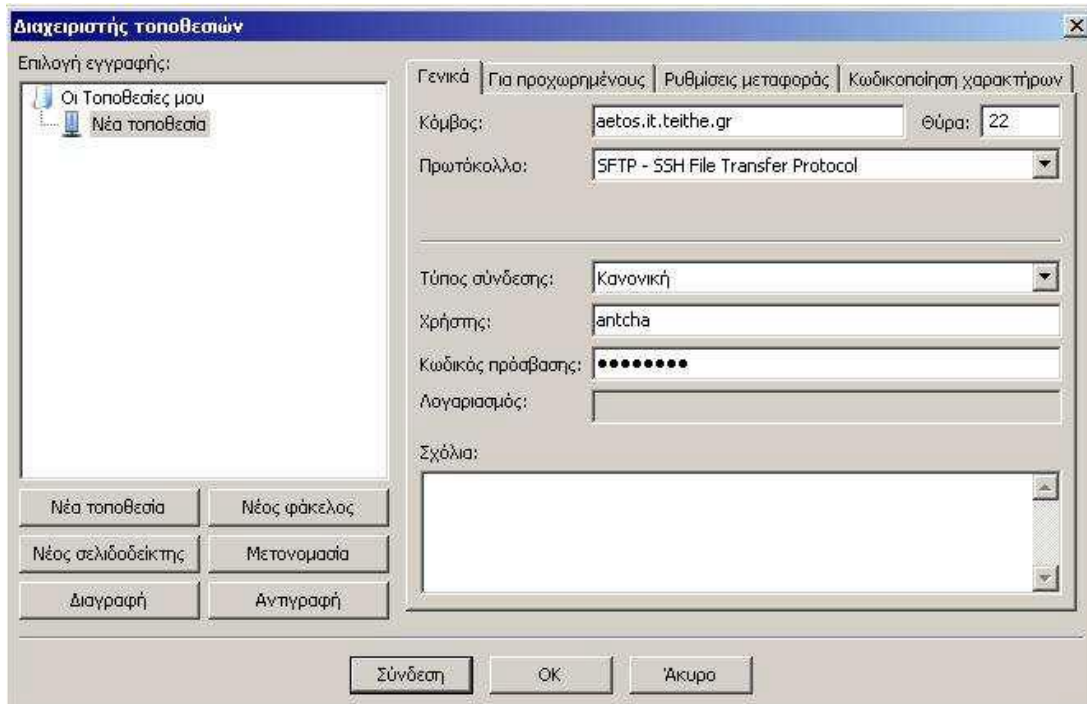 Διαχειριστής τοποθεσιών
Επιλογή εγγραφής:
Οι Τοποθεσίες μου
Νέα τοποθεσία
Νέα τοποθεσία Νέος φάκελος
Νέος σελιδοδείκτης Μετονομασία
Διαγραφή Αντιγραφή
Γενικά Για προχωρημένους Ρυθμίσεις μεταφοράς Κωδικοποίηση χαρακτήρων
Κόμβος: aetos.it.teithe.gr Θύρα: 22
Πρωτόκολλο: SFTP - SSH File Transfer Protocol
Τύπος σύνδεσης: Κανονική
Χρήστης: antcha
Κωδικός πρόσβασης: ●●●●●●●●
Λογαριασμός:
Σχόλια:
Σύνδεση OK Άκυρο